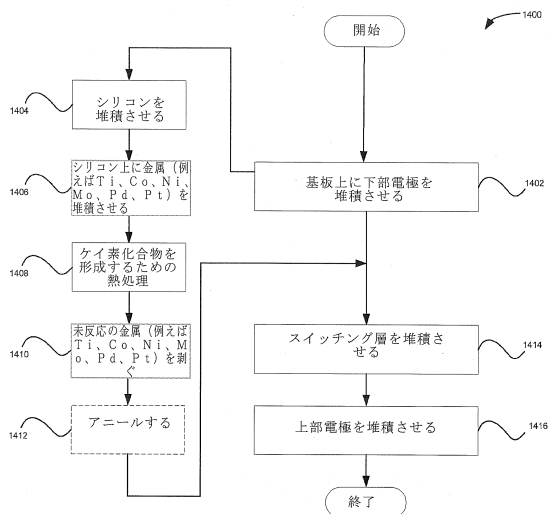 1400
開始
1402
基板上に下部電極を
堆積させる
1404
シリコンを
堆積させる
1406
シリコン上に金属（例
えばＴｉ、Ｃｏ、Ｎｉ、
Ｍｏ、Ｐｄ、Ｐｔ）を
堆積させる
1408
ケイ素化合物を
形成するための
熱処理
1410
未反応の金属（例えば
Ｔｉ、Ｃｏ、Ｎｉ、Ｍ
ｏ、Ｐｄ、Ｐｔ）を剥
ぐ
1412
アニールする
1414
スイッチング層を堆積さ
せる
1416
上部電極を堆積させる
終了